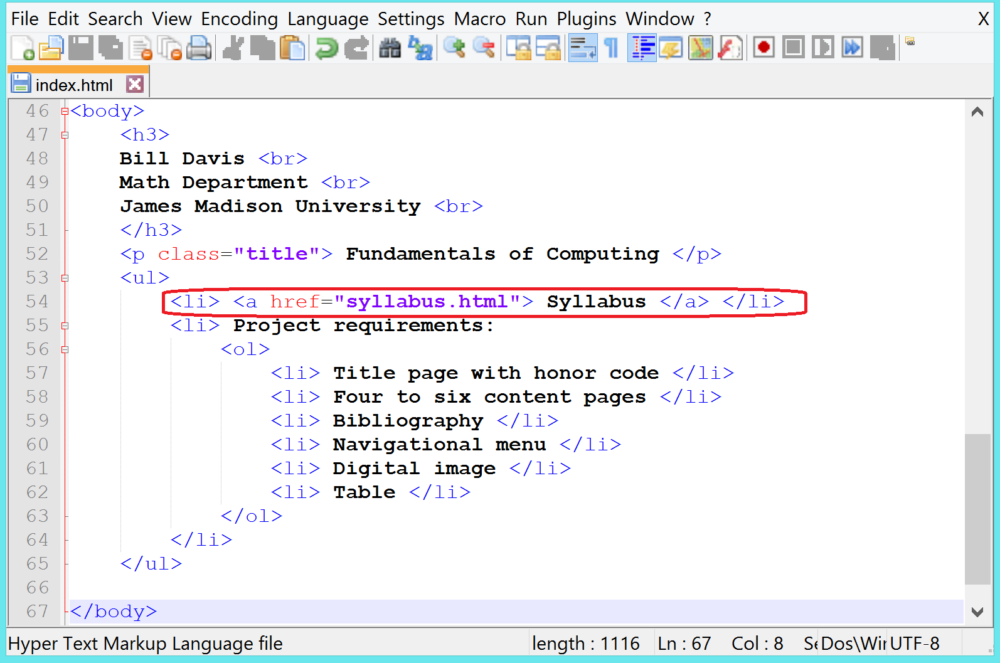 File Edit Search View Encoding Language Settings Macro Run Plugins Window ? X
index.html
46 <body>
47 <h3>
48 Bill Davis <br>
49 Math Department <br>
50 James Madison University <br>
51 </h3>
52 <p class="title"> Fundamentals of Computing </p>
53 <ul>
54 <li> <a href="syllabus.html"> Syllabus </a> </li>
55 <li> Project requirements:
56 <ol>
57 <li> Title page with honor code </li>
58 <li> Four to six content pages </li>
59 <li> Bibliography </li>
60 <li> Navigational menu </li>
61 <li> Digital image </li>
62 <li> Table </li>
63 </ol>
64 </li>
65 </ul>
66
67 </body>
Hyper Text Markup Language file length : 1116 Ln : 67 Col : 8 Dos\Wir UTF-8